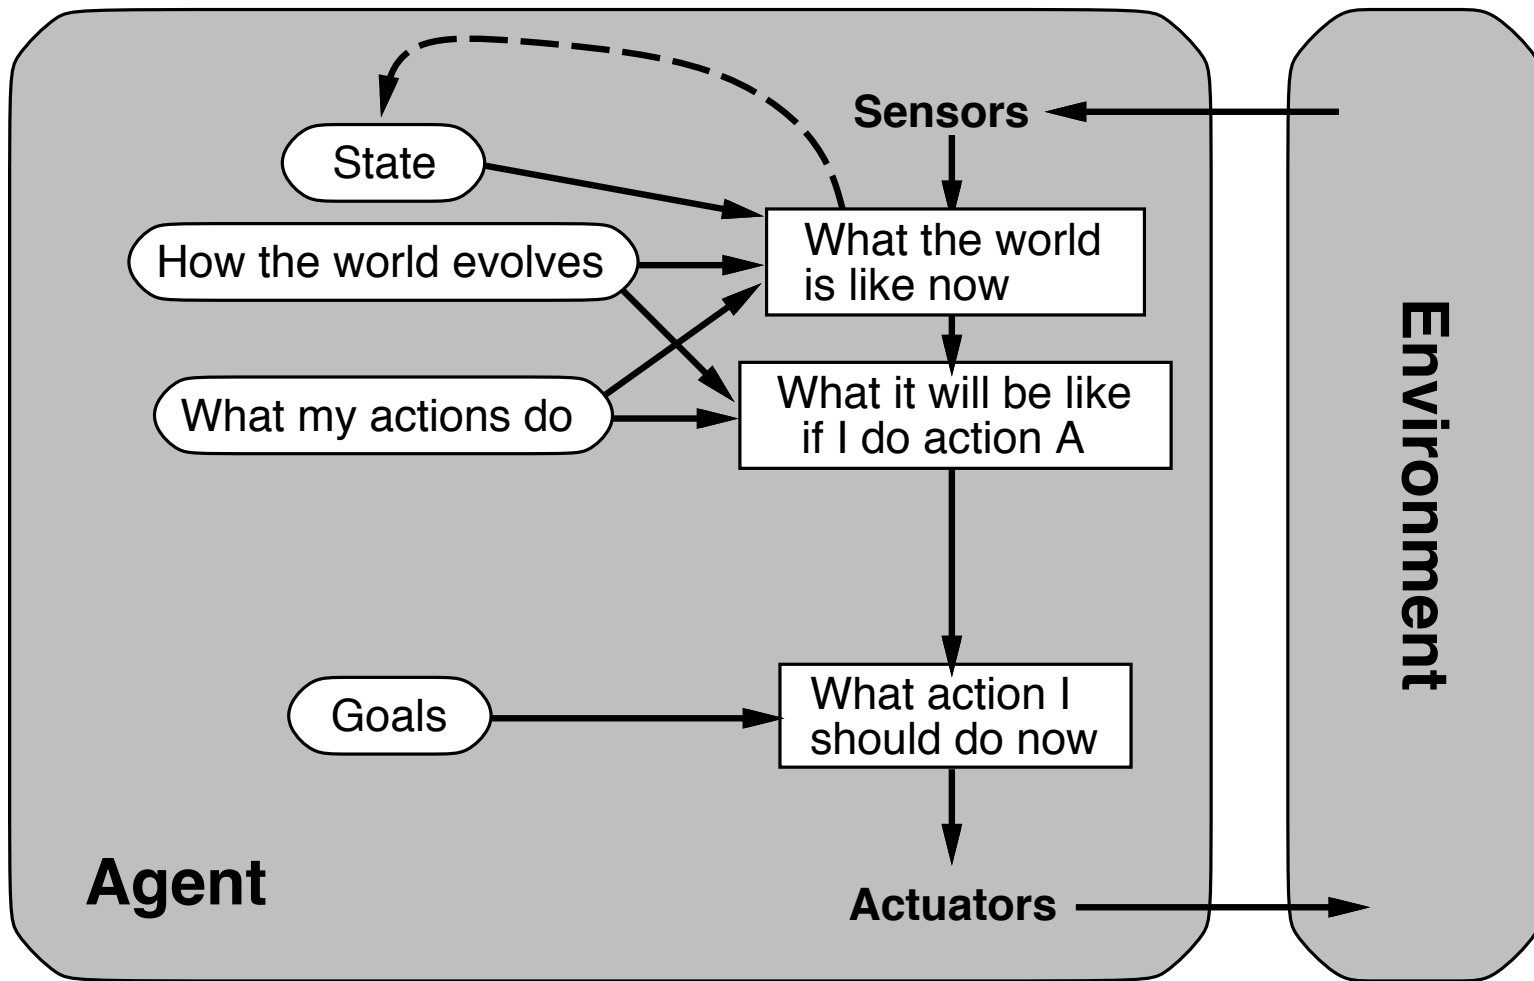 Sensors
State
What the world
is like now
How the world evolves
What it will be like
if I do action A
What my actions do
What action I
should do now
Goals
Agent
Actuators
Environment